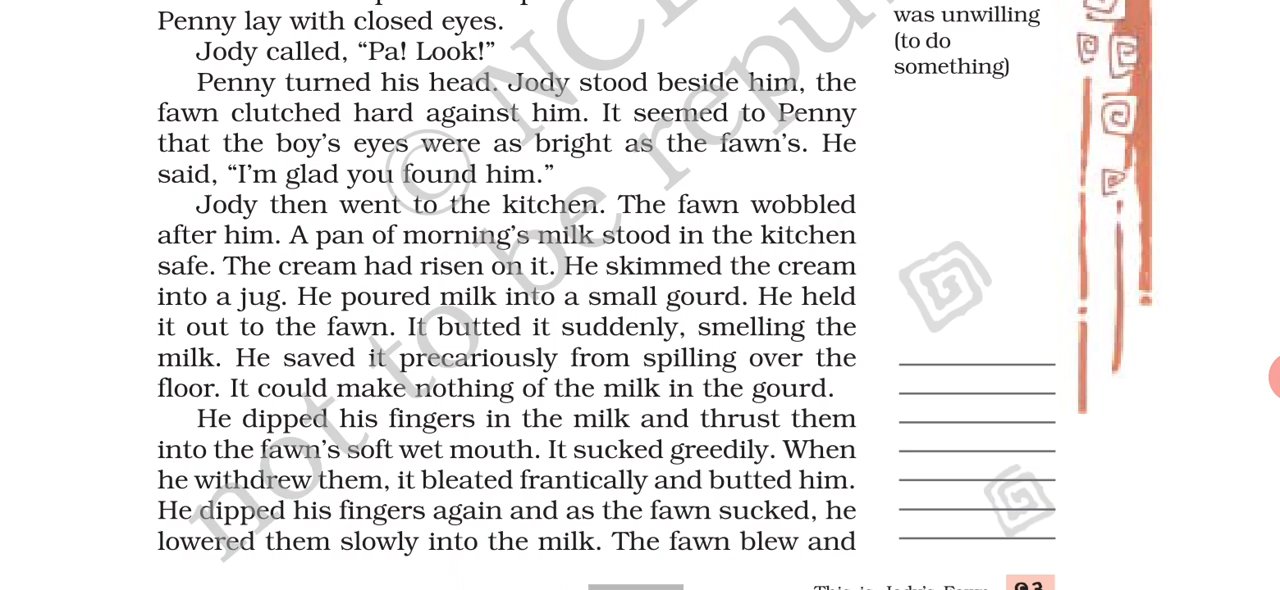 Penny lay with closed eyes.
Jody called, “Pa! Look!”
Penny turned his head. Jody stood beside him, the
fawn clutched hard against him. It seemed to Penny
that the boy’s eyes were as bright as the fawn’s. He
said, “I’m glad you found him.”
Jody then went to the kitchen. The fawn wobbled
after him. A pan of morning’s milk stood in the kitchen
safe. The cream had risen on it. He skimmed the cream
into a jug. He poured milk into a small gourd. He held
it out to the fawn. It butted it suddenly, smelling the
milk. He saved it precariously from spilling over the
floor. It could make nothing of the milk in the gourd.
He dipped his fingers in the milk and thrust them
into the fawn’s soft wet mouth. It sucked greedily. When
he withdrew them, it bleated frantically and butted him.
He dipped his fingers again and as the fawn sucked, he
lowered them slowly into the milk. The fawn blew and
was unwilling
(to do
something)
© NC
not to be repu